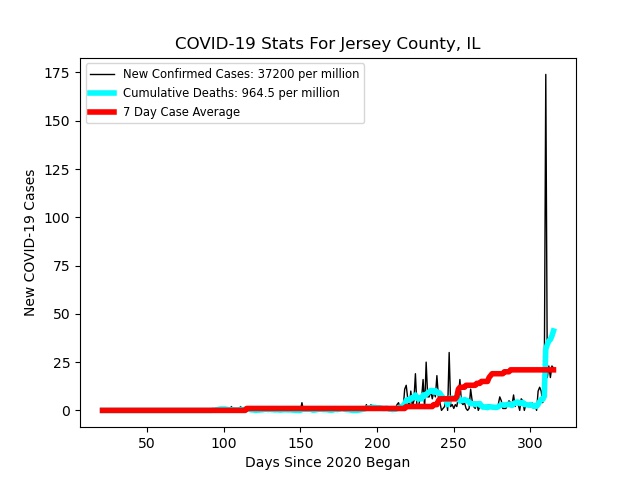 COVID-19 Stats For Jersey County, IL
New Confirmed Cases: 37200 per million
Cumulative Deaths: 964.5 per million
7 Day Case Average
New COVID-19 Cases
175
150
125
100
75
50
25
0
50
100
150
200
250
300
Days Since 2020 Began